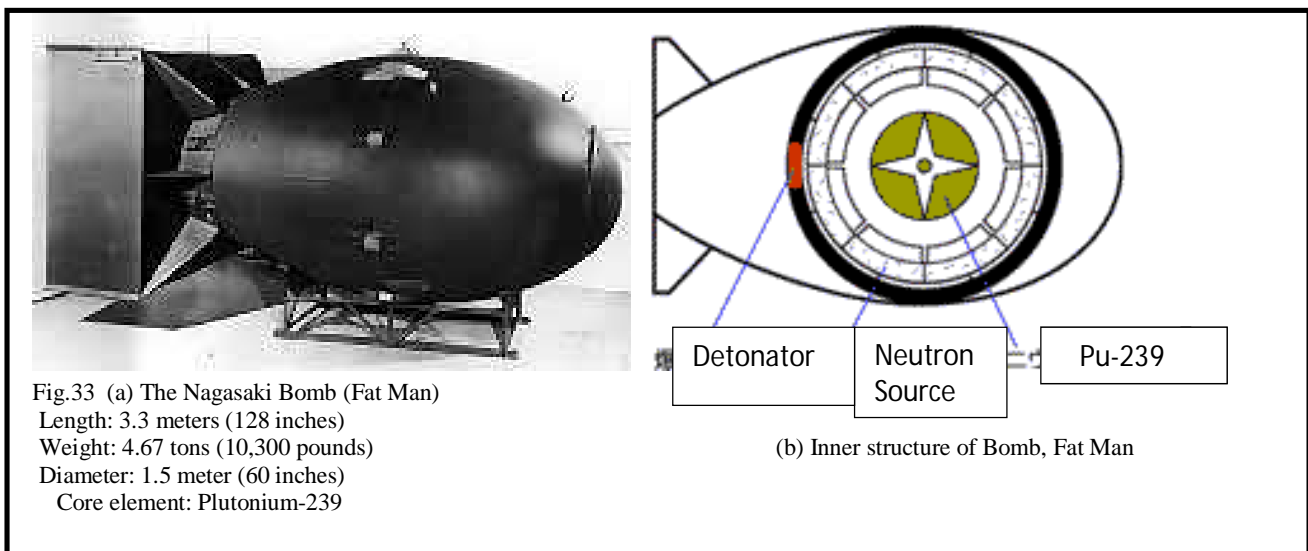 Fig.33 (a) The Nagasaki Bomb (Fat Man)
Length: 3.3 meters (128 inches)
Weight: 4.67 tons (10,300 pounds)
Diameter: 1.5 meter (60 inches)
Core element: Plutonium-239
Detonator
Neutron
Source
Pu-239
(b) Inner structure of Bomb, Fat Man